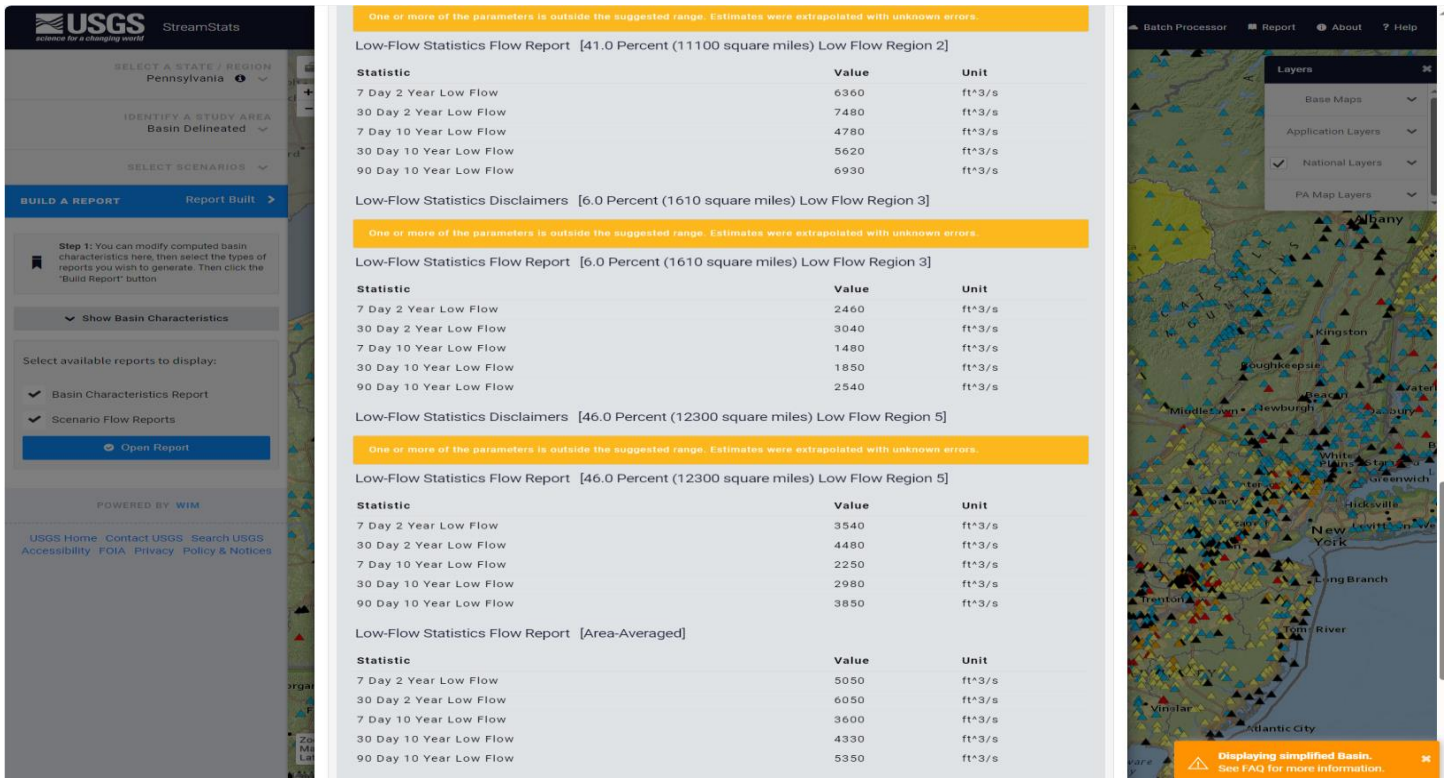 USGS
science for a changing world
StreamStats
Batch Processor
Report
About
? Help
SELECT A STATE / REGION
Pennsylvania
IDENTIFY A STUDY AREA
Basin Delineated
SELECT SCENARIOS
BUILD A REPORT Report Built
Step 1: You can modify computed basin
characteristics here, then select the types of
reports you wish to generate. Then click the
"Build Report" button
Show Basin Characteristics
Select available reports to display:
Basin Characteristics Report
Scenario Flow Reports
Open Report
POWERED BY WIM
USGS Home Contact USGS Search USGS
Accessibility FOIA Privacy Policy & Notices
One or more of the parameters is outside the suggested range. Estimates were extrapolated with unknown errors.
Low-Flow Statistics Flow Report [41.0 Percent (11100 square miles) Low Flow Region 2]
Statistic Value Unit
7 Day 2 Year Low Flow 6360 ft^3/s
30 Day 2 Year Low Flow 7480 ft^3/s
7 Day 10 Year Low Flow 4780 ft^3/s
30 Day 10 Year Low Flow 5620 ft^3/s
90 Day 10 Year Low Flow 6930 ft^3/s
Low-Flow Statistics Disclaimers [6.0 Percent (1610 square miles) Low Flow Region 3]
One or more of the parameters is outside the suggested range. Estimates were extrapolated with unknown errors.
Low-Flow Statistics Flow Report [6.0 Percent (1610 square miles) Low Flow Region 3]
Statistic Value Unit
7 Day 2 Year Low Flow 2460 ft^3/s
30 Day 2 Year Low Flow 3040 ft^3/s
7 Day 10 Year Low Flow 1480 ft^3/s
30 Day 10 Year Low Flow 1850 ft^3/s
90 Day 10 Year Low Flow 2540 ft^3/s
Low-Flow Statistics Disclaimers [46.0 Percent (12300 square miles) Low Flow Region 5]
One or more of the parameters is outside the suggested range. Estimates were extrapolated with unknown errors.
Low-Flow Statistics Flow Report [46.0 Percent (12300 square miles) Low Flow Region 5]
Statistic Value Unit
7 Day 2 Year Low Flow 3540 ft^3/s
30 Day 2 Year Low Flow 4480 ft^3/s
7 Day 10 Year Low Flow 2250 ft^3/s
30 Day 10 Year Low Flow 2980 ft^3/s
90 Day 10 Year Low Flow 3850 ft^3/s
Low-Flow Statistics Flow Report [Area-Averaged]
Statistic Value Unit
7 Day 2 Year Low Flow 5050 ft^3/s
30 Day 2 Year Low Flow 6050 ft^3/s
7 Day 10 Year Low Flow 3600 ft^3/s
30 Day 10 Year Low Flow 4330 ft^3/s
90 Day 10 Year Low Flow 5350 ft^3/s
Layers
Base Maps
Application Layers
National Layers
PA Map Layers
Albany
Kingston
Poughkeepsie
Beacon
Middletown
Newburgh
Danbury
White
Plains
Greenwich
Hicksville
New
York
Levittown
Long Branch
Trenton
Toms River
Atlantic City
Displaying simplified Basin.
See FAQ for more information.